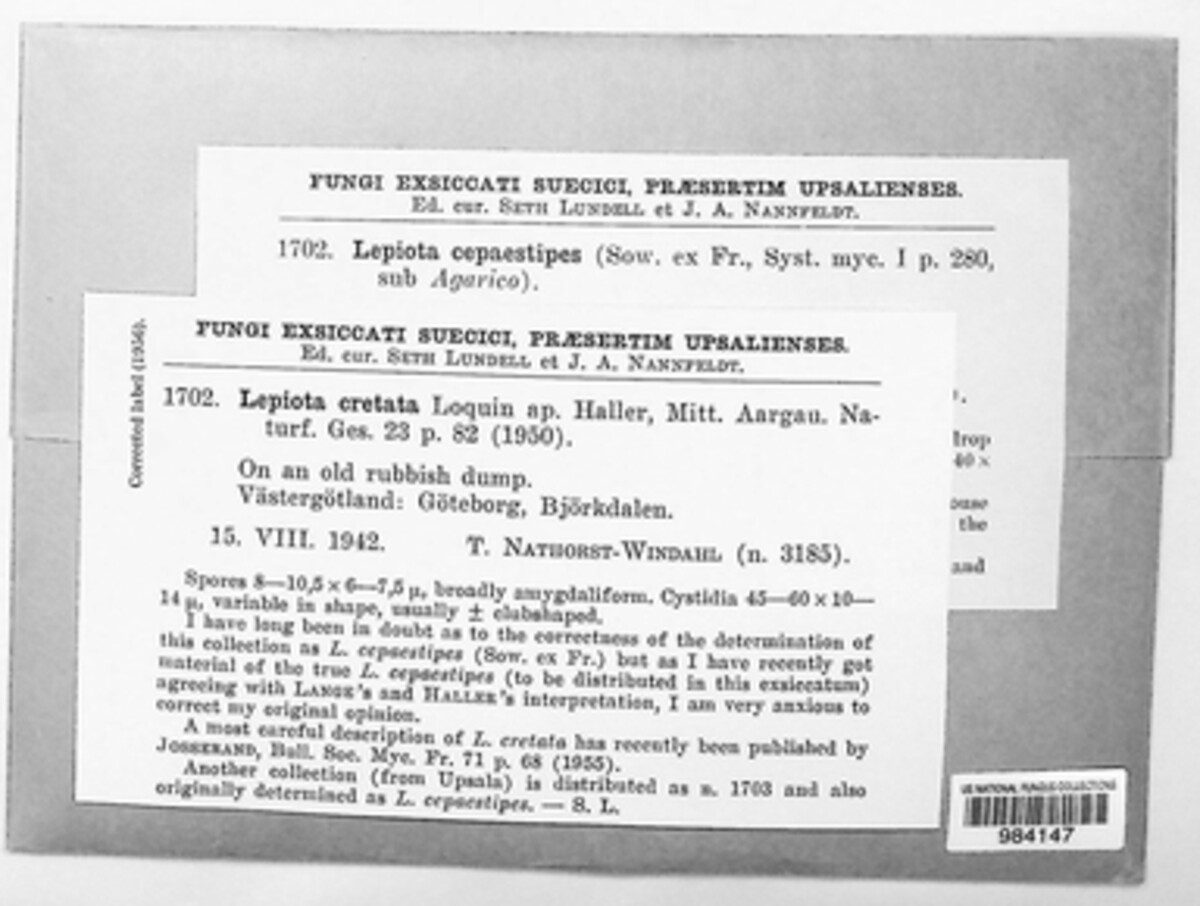 FUNGI EXSICCATI SUECICI, PRÆSERTIM UPSALIENSES.
Ed. cur. SETH LUNDELL et J. A. NANNFELDT.
1702. Lepiota cepaestipes (Sow. ex Fr., Syst. myc. I p. 280,
sub Agarico).
drop
40 ×
ouse
the
and
Corrected label (1956).
FUNGI EXSICCATI SUECICI, PRÆSERTIM UPSALIENSES.
Ed. cur. SETH LUNDELL et J. A. NANNFELDT.
1702. Lepiota cretata Loquin ap. Haller, Mitt. Aargau. Na-
turf. Ges. 23 p. 82 (1950).
On an old rubbish dump.
Västergötland: Göteborg, Björkdalen.
15. VIII. 1942. T. NATHORST-WINDAHL (n. 3185).
Spores 8—10,5 × 6—7,5 μ, broadly amygdaliform. Cystidia 45—60 × 10—
14 μ, variable in shape, usually ± clubshaped.
I have long been in doubt as to the correctness of the determination of
this collection as L. cepaestipes (Sow. ex Fr.) but as I have recently got
material of the true L. cepaestipes (to be distributed in this exsiccatum)
agreeing with LANGE's and HALLER's interpretation, I am very anxious to
correct my original opinion.
A most careful description of L. cretata has recently been published by
JOSSERAND, Bull. Soc. Myc. Fr. 71 p. 68 (1955).
Another collection (from Upsala) is distributed as n. 1703 and also
originally determined as L. cepaestipes. — S. L.
US NATIONAL FUNGUS COLLECTIONS
984147